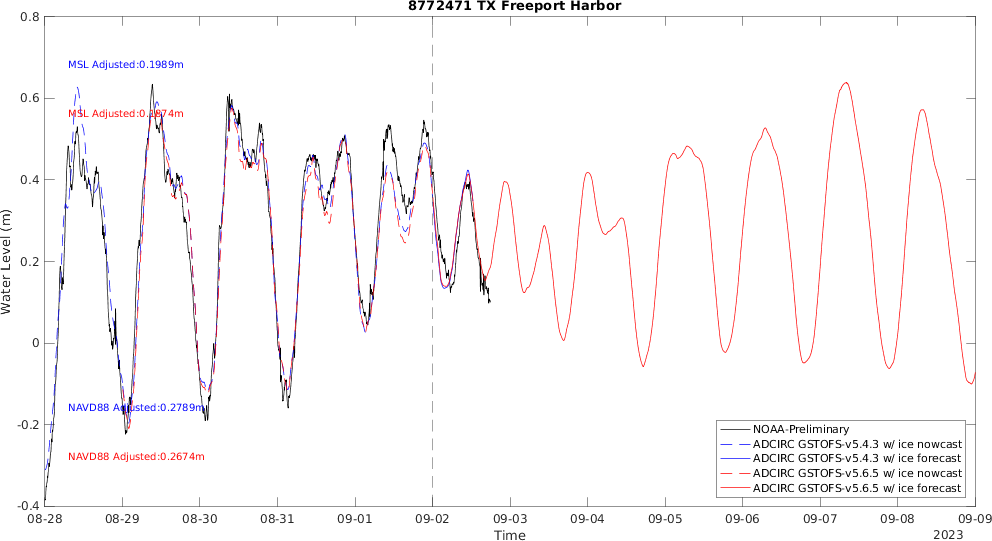 8772471 TX Freeport Harbor
0.8
0.6
0.4
0.2
0
-0.2
-0.4
Water Level (m)
MSL Adjusted:0.1989m
MSL Adjusted:0.1874m
NAVD88 Adjusted:0.2789m
NAVD88 Adjusted:0.2674m
NOAA-Preliminary
ADCIRC GSTOFS-v5.4.3 w/ ice nowcast
ADCIRC GSTOFS-v5.4.3 w/ ice forecast
ADCIRC GSTOFS-v5.6.5 w/ ice nowcast
ADCIRC GSTOFS-v5.6.5 w/ ice forecast
08-28 08-29 08-30 08-31 09-01 09-02 09-03 09-04 09-05 09-06 09-07 09-08 09-09
Time
2023